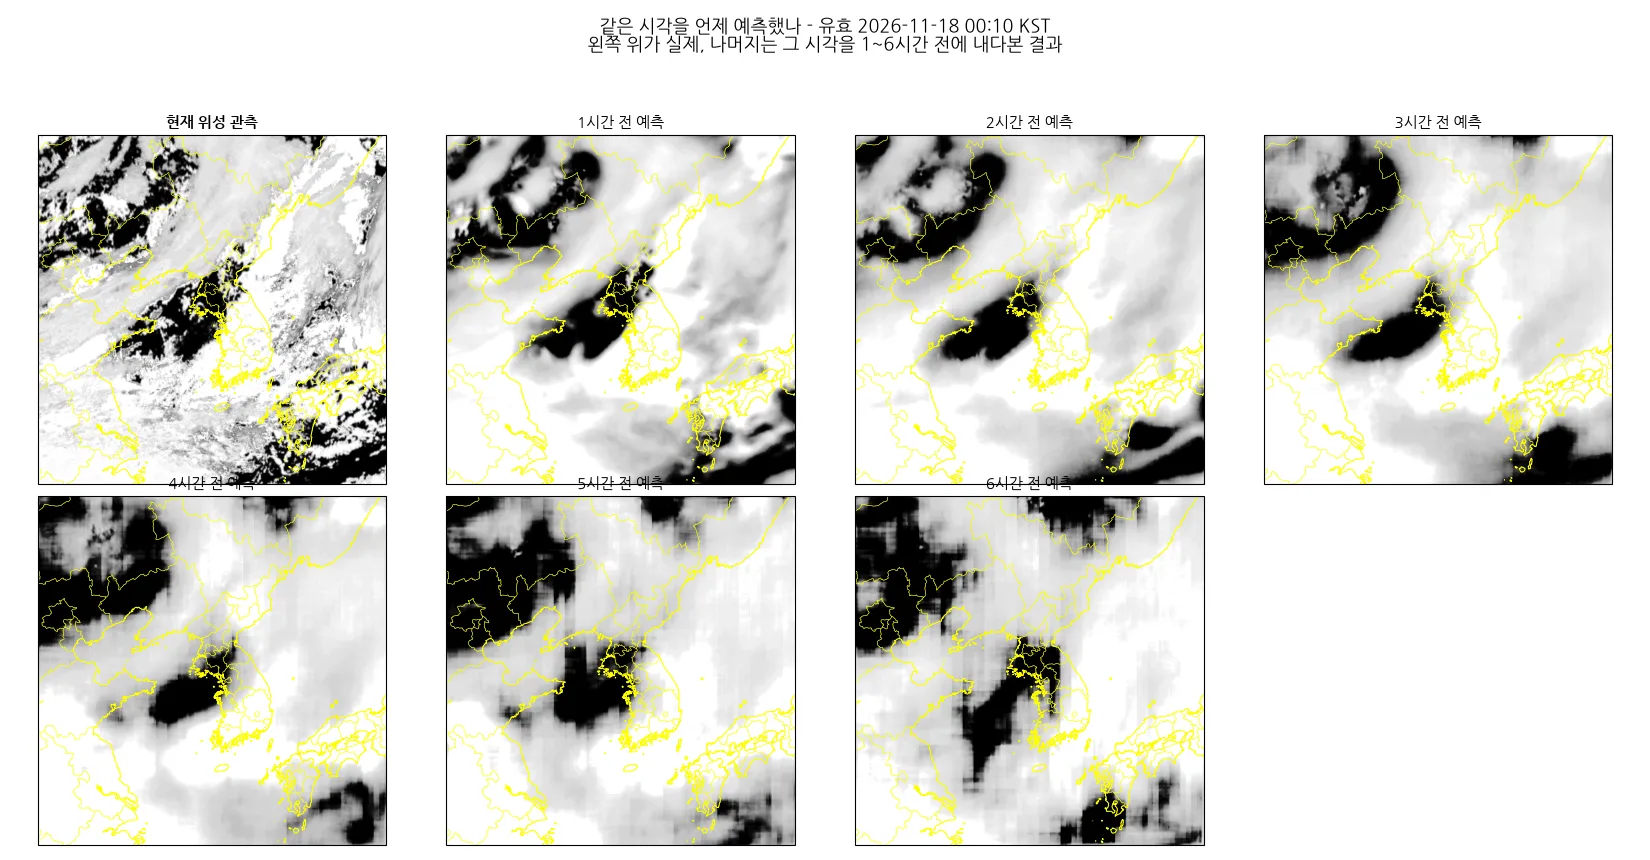 같은 시각을 언제 예측했나 - 유효 2026-11-18 00:10 KST
왼쪽 위가 실제, 나머지는 그 시각을 1~6시간 전에 내다본 결과
현재 위성 관측
1시간 전 예측
2시간 전 예측
3시간 전 예측
4시간 전 예측
5시간 전 예측
6시간 전 예측